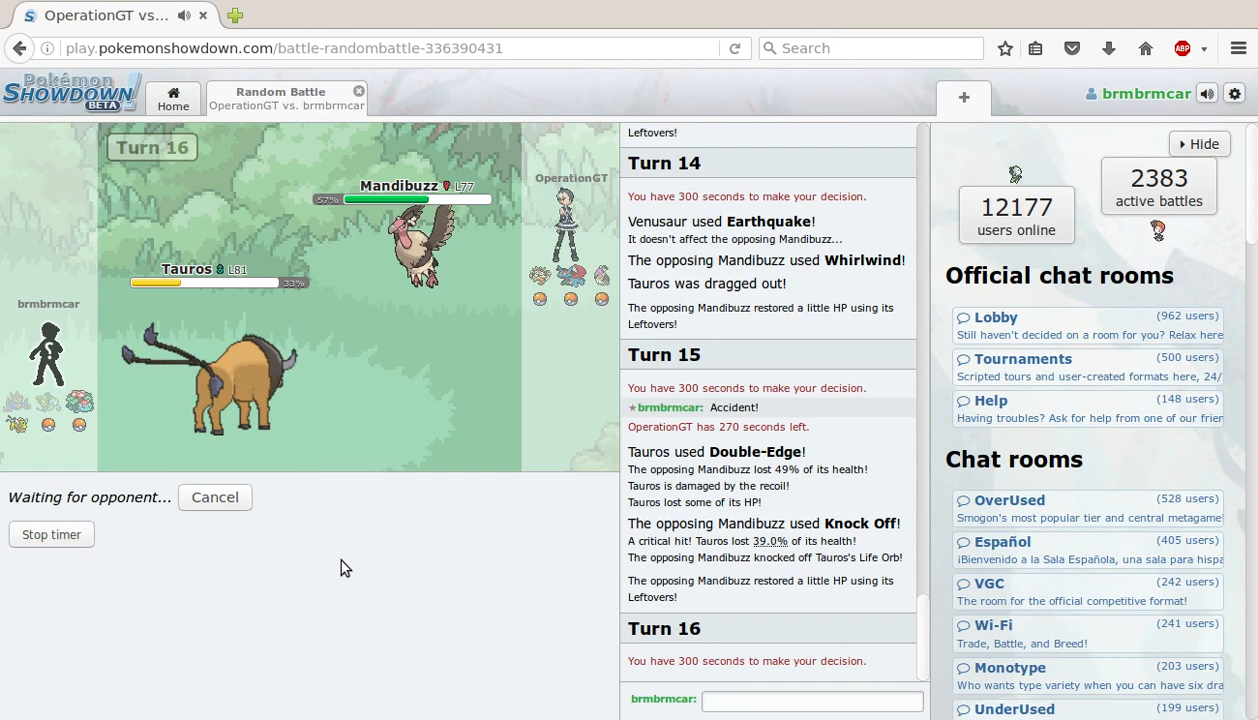 OperationGT vs...
play.pokemonshowdown.com/battle-randombattle-336390431
Search
ABP
Pokémon
SHOWDOWN!
BETA
Home
Random Battle
OperationGT vs. brmbrmcar
+
brmbrmcar
Turn 16
Mandibuzz L77
57%
Tauros L81
33%
OperationGT
brmbrmcar
Waiting for opponent... Cancel
Stop timer
Leftovers!
Turn 14
You have 300 seconds to make your decision.
Venusaur used Earthquake!
It doesn't affect the opposing Mandibuzz...
The opposing Mandibuzz used Whirlwind!
Tauros was dragged out!
The opposing Mandibuzz restored a little HP using its
Leftovers!
Turn 15
You have 300 seconds to make your decision.
★brmbrmcar: Accident!
OperationGT has 270 seconds left.
Tauros used Double-Edge!
The opposing Mandibuzz lost 49% of its health!
Tauros is damaged by the recoil!
Tauros lost some of its HP!
The opposing Mandibuzz used Knock Off!
A critical hit! Tauros lost 39.0% of its health!
The opposing Mandibuzz knocked off Tauros's Life Orb!
The opposing Mandibuzz restored a little HP using its
Leftovers!
Turn 16
You have 300 seconds to make your decision.
brmbrmcar:
Hide
12177
users online
2383
active battles
Official chat rooms
Lobby (962 users)
Still haven't decided on a room for you? Relax here
Tournaments (500 users)
Scripted tours and user-created formats here, 24/
Help (148 users)
Having troubles? Ask for help from one of our frier
Chat rooms
OverUsed (528 users)
Smogon's most popular tier and central metagame!
Español (405 users)
¡Bienvenido a la Sala Española, una sala para hispa
VGC (242 users)
The room for the official competitive format!
Wi-Fi (241 users)
Trade, Battle, and Breed!
Monotype (203 users)
Who wants type variety when you can have six dra
UnderUsed (199 users)